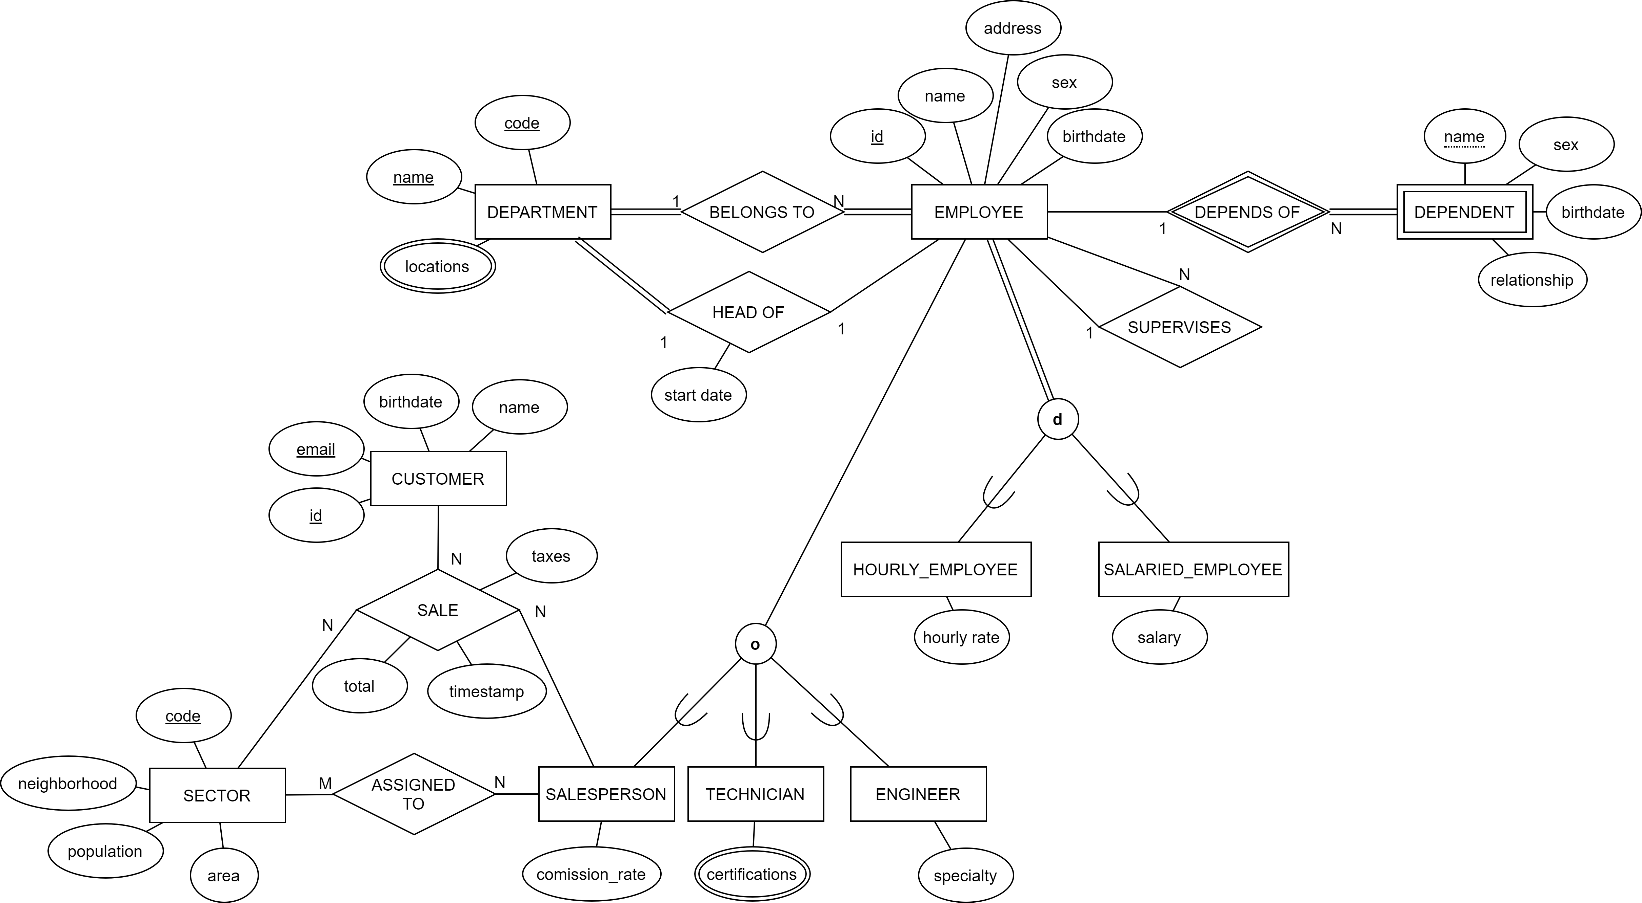 address
sex
name
code
id
birthdate
name
sex
name
DEPARTMENT
1
BELONGS TO
N
EMPLOYEE
DEPENDS OF
1
N
DEPENDENT
birthdate
locations
relationship
HEAD OF
1
1
N
SUPERVISES
1
start date
birthdate
name
d
email
CUSTOMER
id
N
taxes
HOURLY_EMPLOYEE
SALARIED_EMPLOYEE
SALE
N
N
hourly rate
salary
o
total
timestamp
code
neighborhood
SECTOR
M
ASSIGNED
TO
N
SALESPERSON
TECHNICIAN
ENGINEER
population
area
comission_rate
certifications
specialty